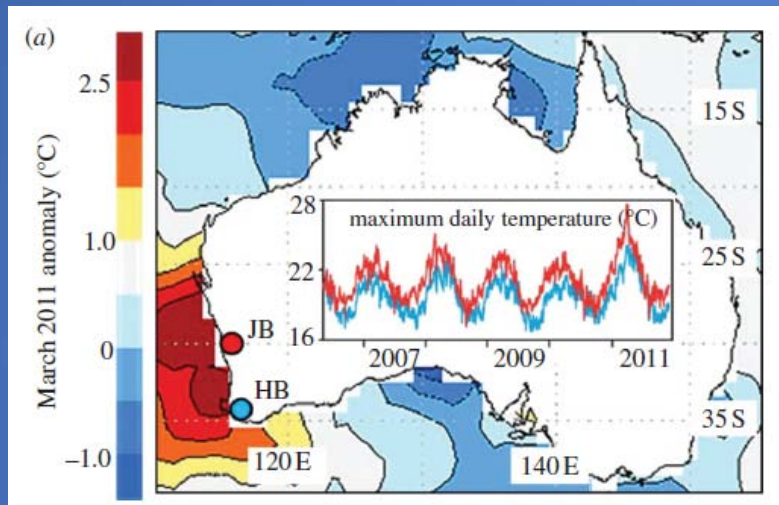 (a)
March 2011 anomaly (°C)
2.5
1.0
0
−1.0
15 S
25 S
35 S
28
22
16
maximum daily temperature (°C)
2007
2009
2011
JB
HB
120 E
140 E